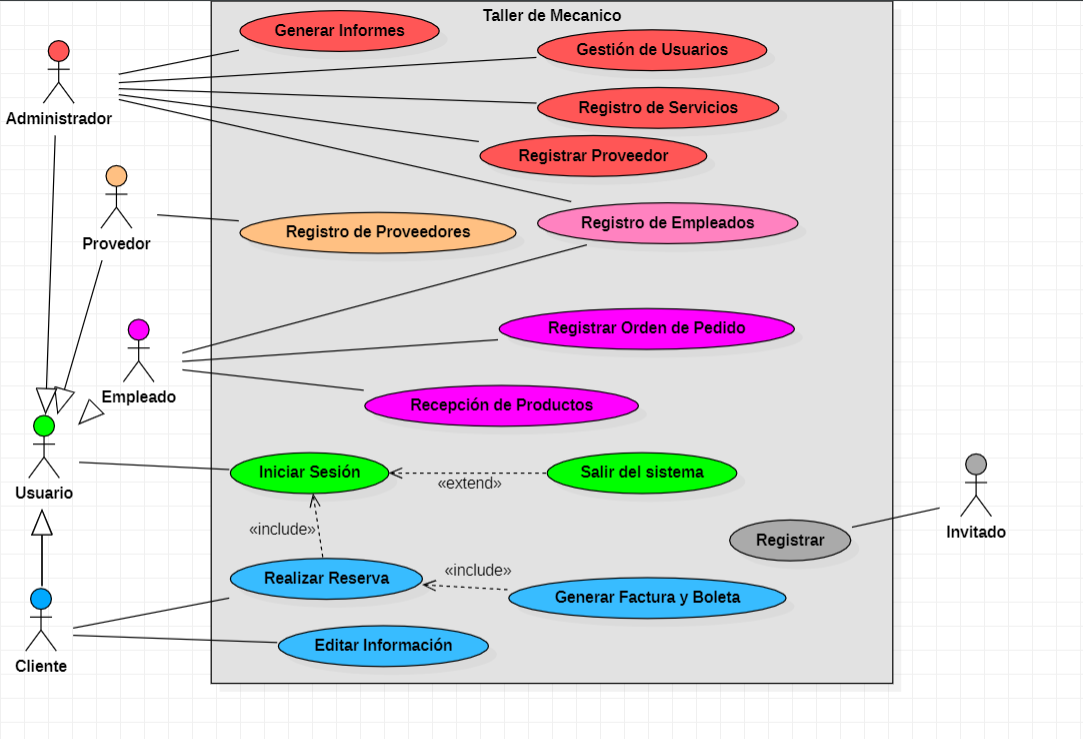 Taller de Mecanico
Generar Informes
Gestión de Usuarios
Administrador
Registro de Servicios
Registrar Proveedor
Provedor
Registro de Proveedores
Registro de Empleados
Registrar Orden de Pedido
Empleado
Recepción de Productos
Usuario
Iniciar Sesión
«extend»
Salir del sistema
«include»
Registrar
Invitado
Realizar Reserva
«include»
Generar Factura y Boleta
Editar Información
Cliente